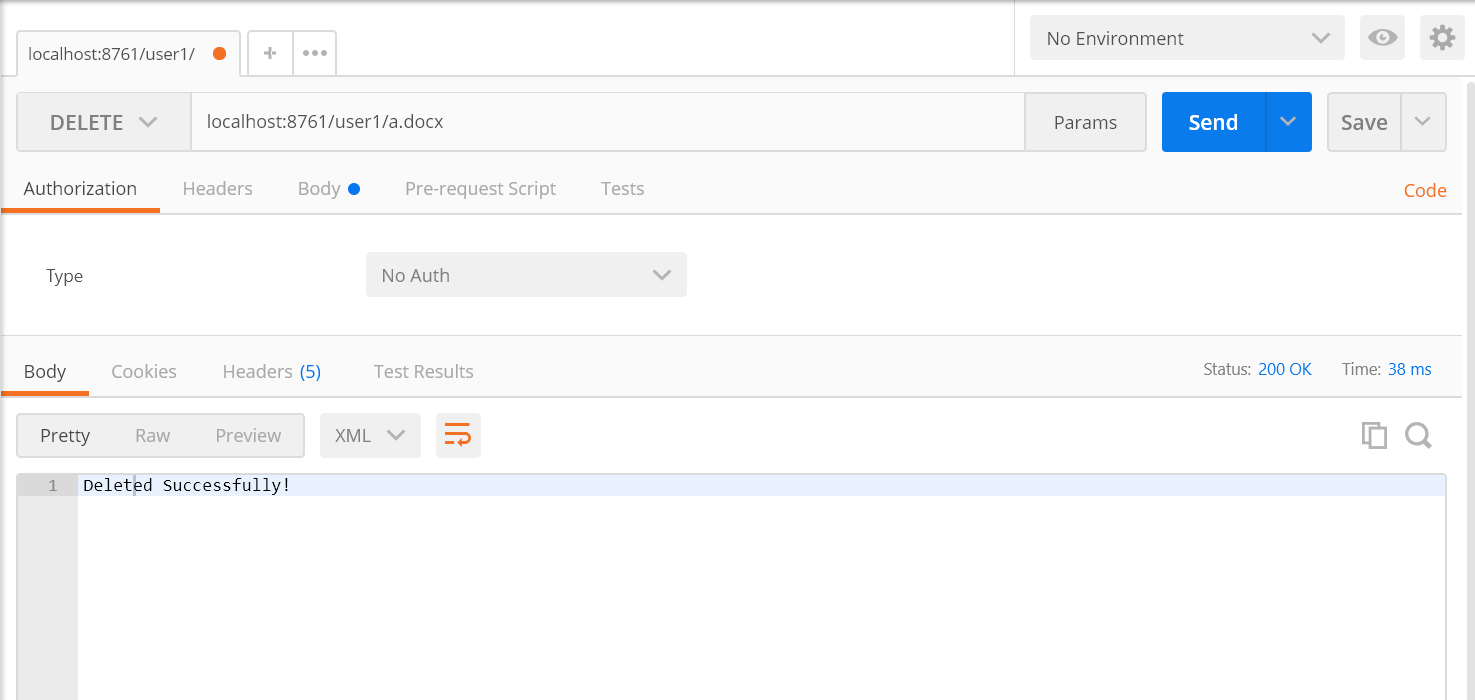 localhost:8761/user1/
No Environment
DELETE localhost:8761/user1/a.docx Params Send Save
Authorization Headers Body Pre-request Script Tests Code
Type No Auth
Body Cookies Headers (5) Test Results Status: 200 OK Time: 38 ms
Pretty Raw Preview XML
1 Deleted Successfully!